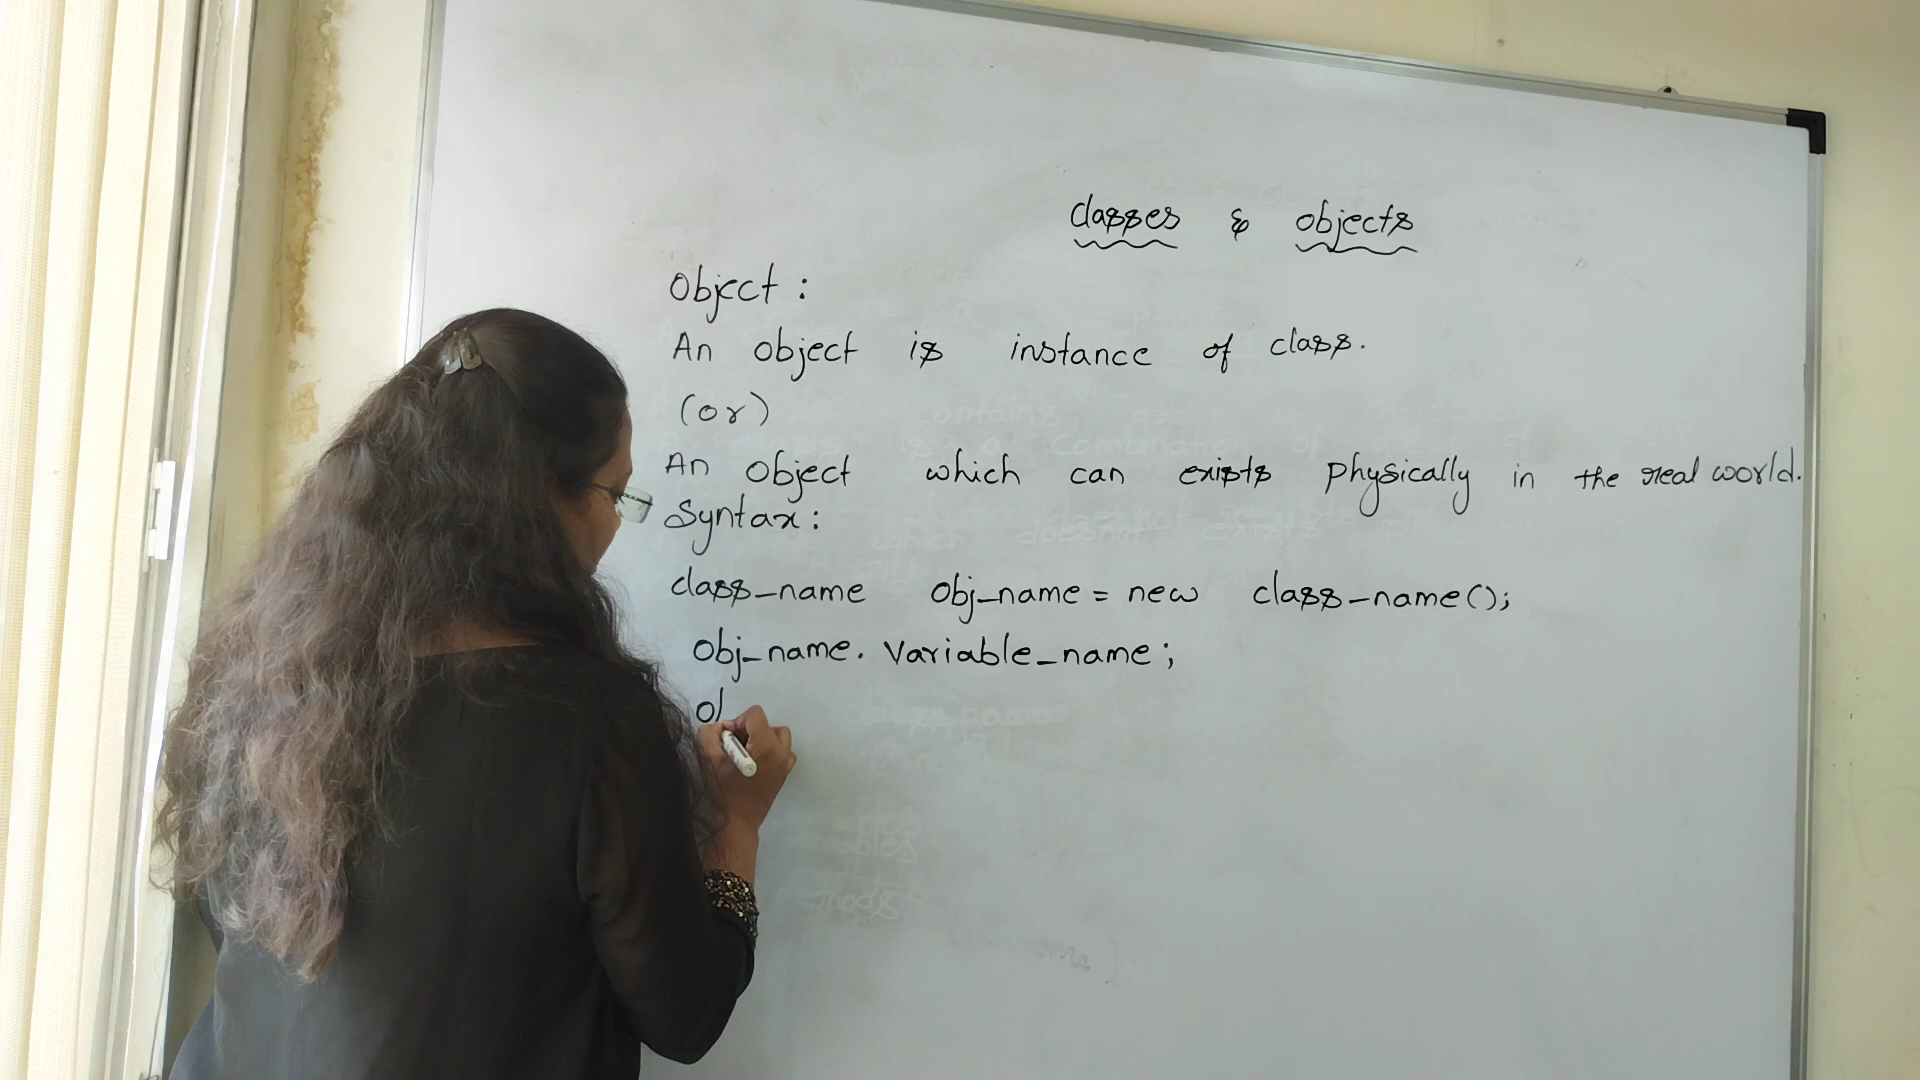 classes & objects
Object :
An object is instance of class.
(or)
An object which can exists physically in the real world.
Syntax :
class_name obj_name = new class_name();
obj_name. variable_name;
ob